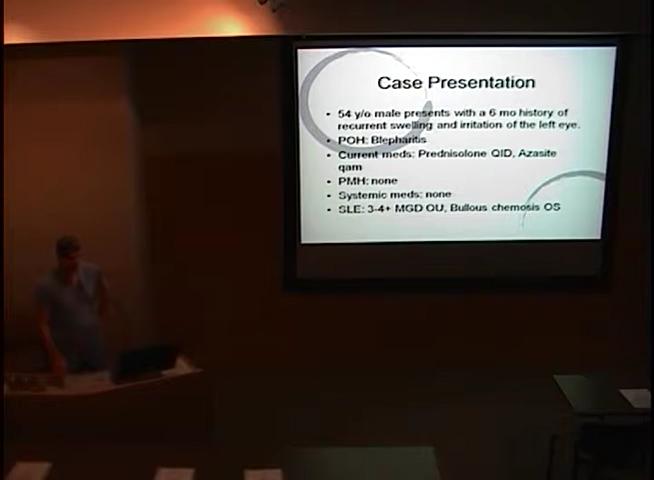 Case Presentation
• 54 y/o male presents with a 6 mo history of
recurrent swelling and irritation of the left eye.
• POH: Blepharitis
• Current meds: Prednisolone QID, Azasite
qam
• PMH: none
• Systemic meds: none
• SLE: 3-4+ MGD OU, Bullous chemosis OS